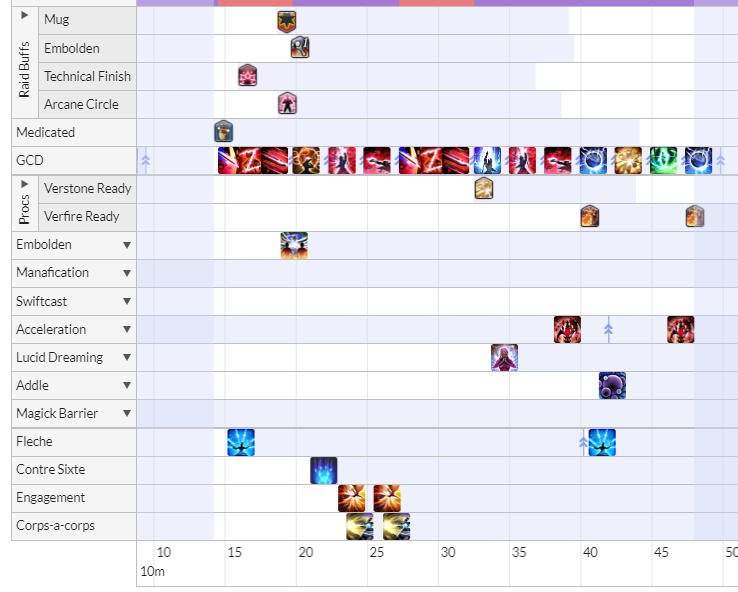 Raid Buffs
Mug
Embolden
Technical Finish
Arcane Circle
Medicated
GCD
Procs
Verstone Ready
Verfire Ready
Embolden
Manafication
Swiftcast
Acceleration
Lucid Dreaming
Addle
Magick Barrier
Fleche
Contre Sixte
Engagement
Corps-a-corps
10 15 20 25 30 35 40 45 50
10m